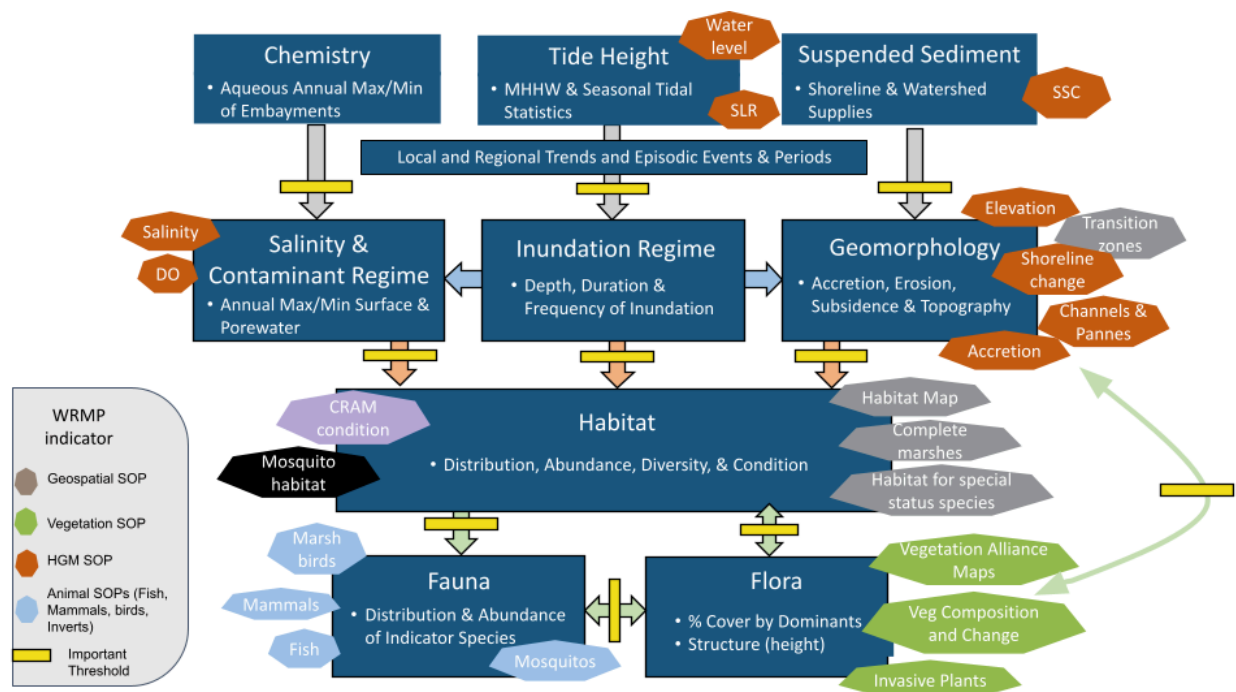 Chemistry
• Aqueous Annual Max/Min
of Embayments
Tide Height
• MHHW & Seasonal Tidal
Statistics
Water
level
SLR
Suspended Sediment
• Shoreline & Watershed
Supplies
SSC
Local and Regional Trends and Episodic Events & Periods
Salinity
DO
Salinity &
Contaminant Regime
• Annual Max/Min Surface &
Porewater
Inundation Regime
• Depth, Duration &
Frequency of Inundation
Geomorphology
• Accretion, Erosion,
Subsidence & Topography
Elevation
Transition
zones
Shoreline
change
Channels &
Pannes
Accretion
CRAM
condition
Mosquito
habitat
Habitat
• Distribution, Abundance, Diversity, & Condition
Habitat Map
Complete
marshes
Habitat for special
status species
WRMP
indicator
Geospatial SOP
Vegetation SOP
HGM SOP
Animal SOPs (Fish,
Mammals, birds,
Inverts)
Important
Threshold
Marsh
birds
Mammals
Fish
Fauna
• Distribution & Abundance
of Indicator Species
Mosquitos
Flora
• % Cover by Dominants
• Structure (height)
Vegetation Alliance
Maps
Veg Composition
and Change
Invasive Plants